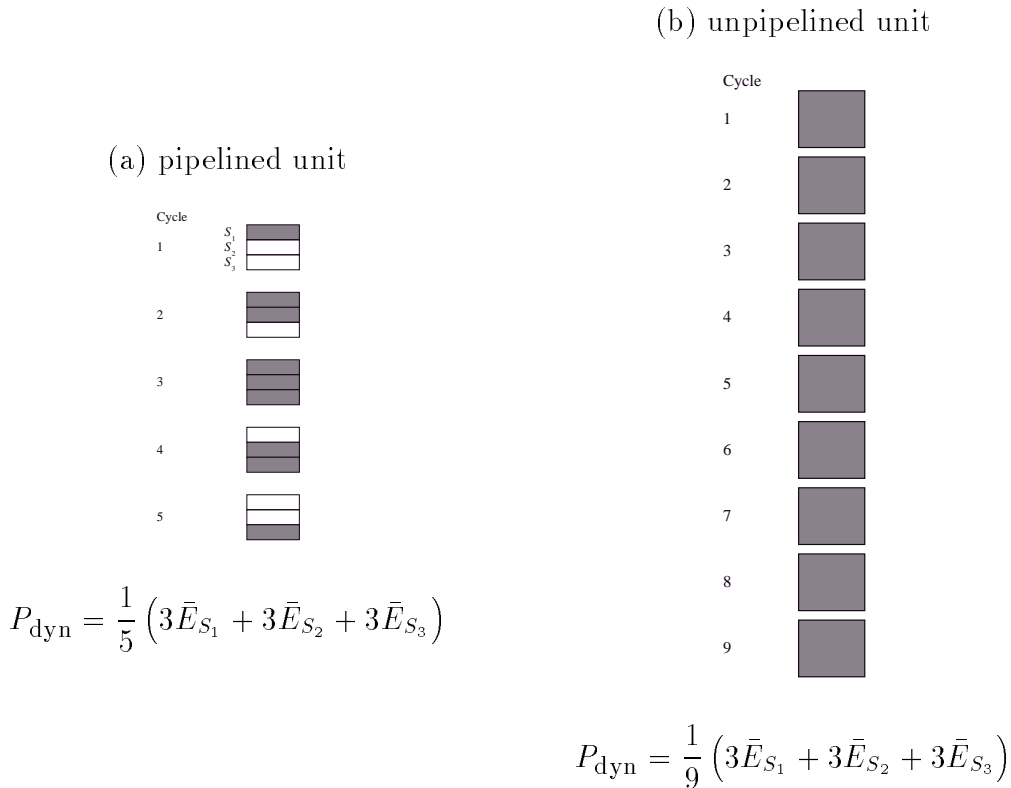 (a) pipelined unit
Cycle
1
S₁
S₂
S₃
2
3
4
5
P_dyn = 1/5 (3Ē_S₁ + 3Ē_S₂ + 3Ē_S₃)
(b) unpipelined unit
Cycle
1
2
3
4
5
6
7
8
9
P_dyn = 1/9 (3Ē_S₁ + 3Ē_S₂ + 3Ē_S₃)